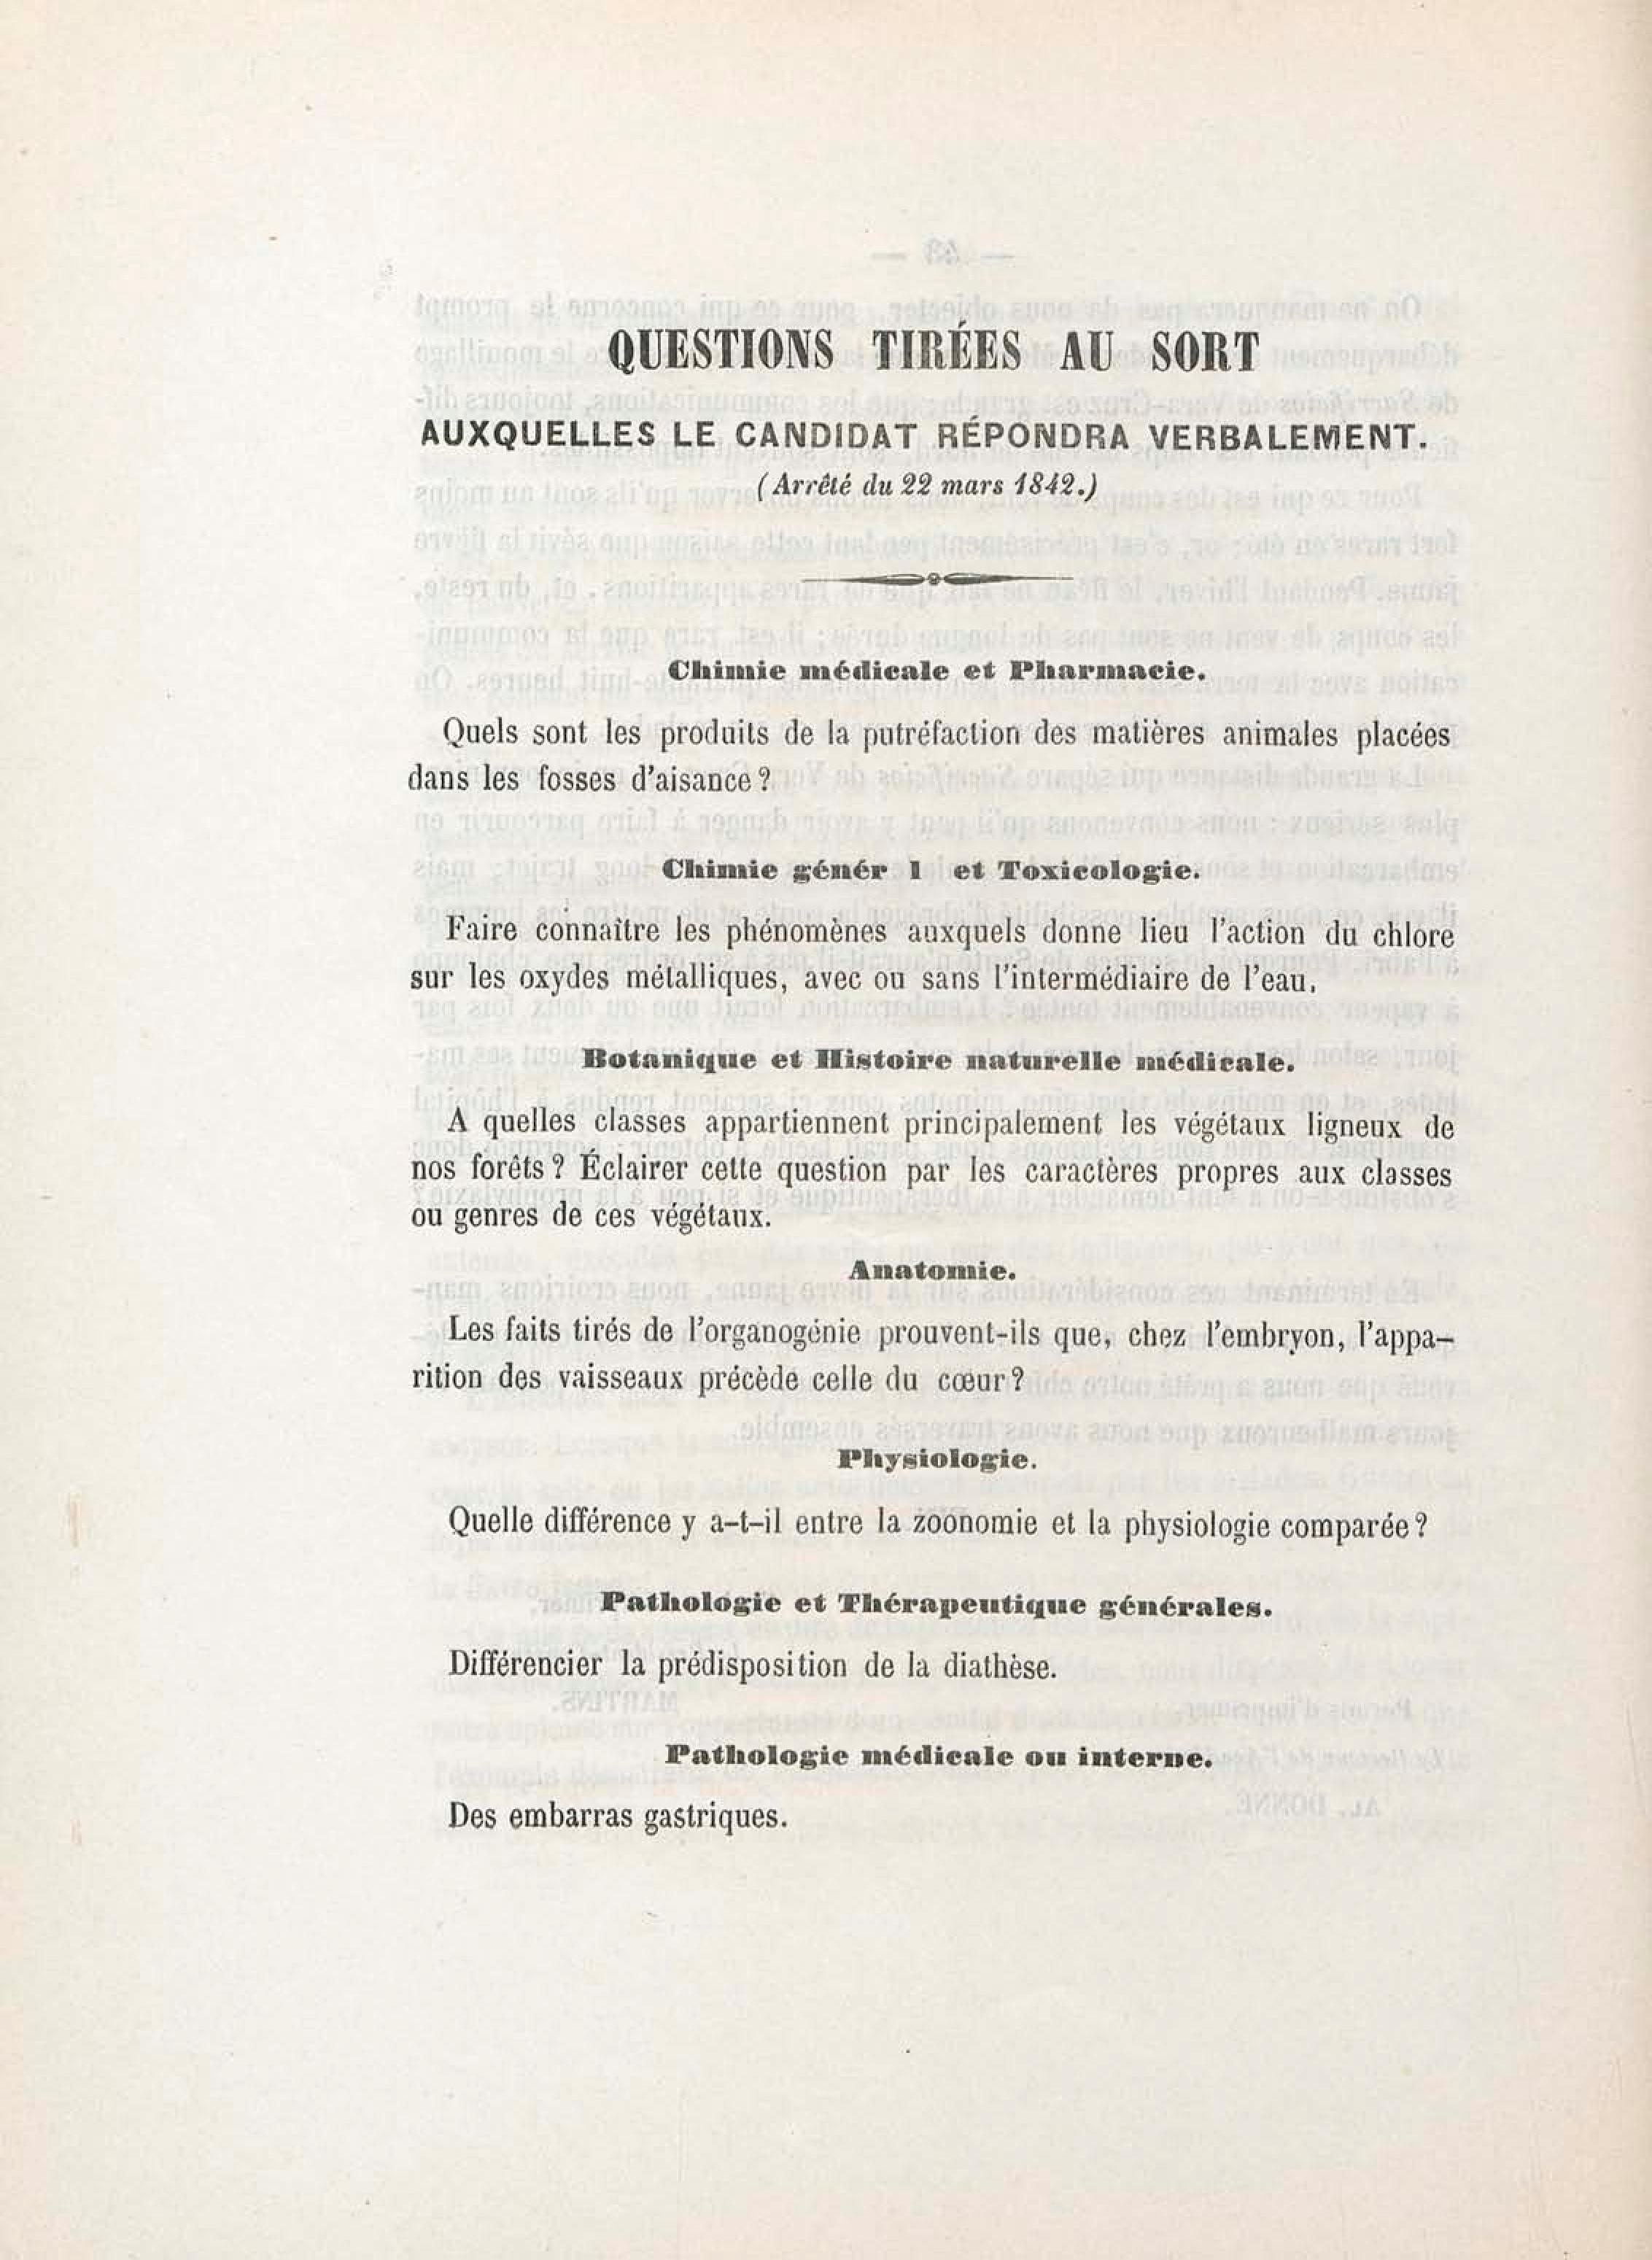 QUESTIONS TIRÉES AU SORT
AUXQUELLES LE CANDIDAT RÉPONDRA VERBALEMENT.
(Arrêté du 22 mars 1842.)
Chimie médicale et Pharmacie.
Quels sont les produits de la putréfaction des matières animales placées
dans les fosses d'aisance ?
Chimie génér l et Toxicologie.
Faire connaître les phénomènes auxquels donne lieu l'action du chlore
sur les oxydes métalliques, avec ou sans l'intermédiaire de l'eau.
Botanique et Histoire naturelle médicale.
A quelles classes appartiennent principalement les végétaux ligneux de
nos forêts ? Éclairer cette question par les caractères propres aux classes
ou genres de ces végétaux.
Anatomie.
Les faits tirés de l'organogénie prouvent-ils que, chez l'embryon, l'appa-
rition des vaisseaux précède celle du cœur ?
Physiologie.
Quelle différence y a-t-il entre la zoonomie et la physiologie comparée ?
Pathologie et Thérapeutique générales.
Différencier la prédisposition de la diathèse.
Pathologie médicale ou interne.
Des embarras gastriques.